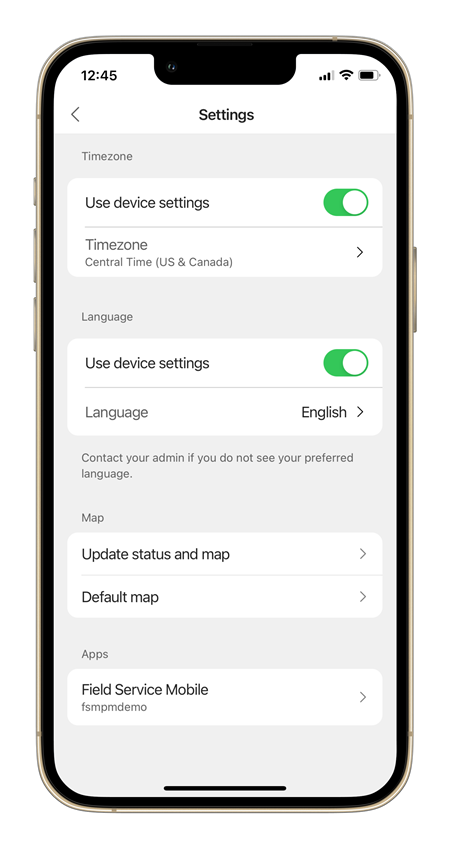 12:45
Settings
Timezone
Use device settings
Timezone
Central Time (US & Canada)
Language
Use device settings
Language English
Contact your admin if you do not see your preferred
language.
Map
Update status and map
Default map
Apps
Field Service Mobile
fsmpmdemo